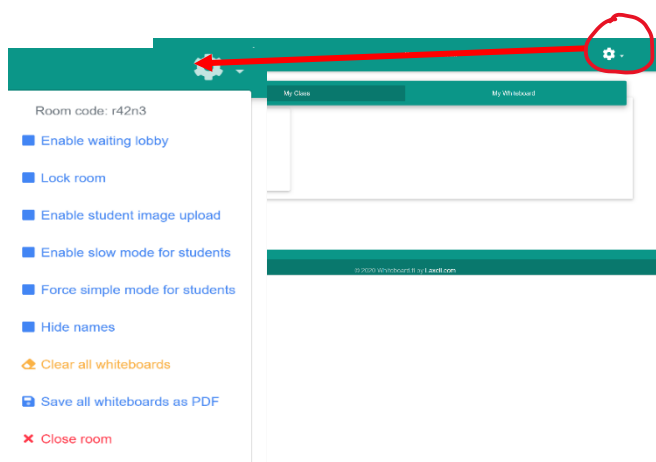 My Class
My Whiteboard
Room code: r42n3
Enable waiting lobby
Lock room
Enable student image upload
Enable slow mode for students
Force simple mode for students
Hide names
Clear all whiteboards
Save all whiteboards as PDF
Close room